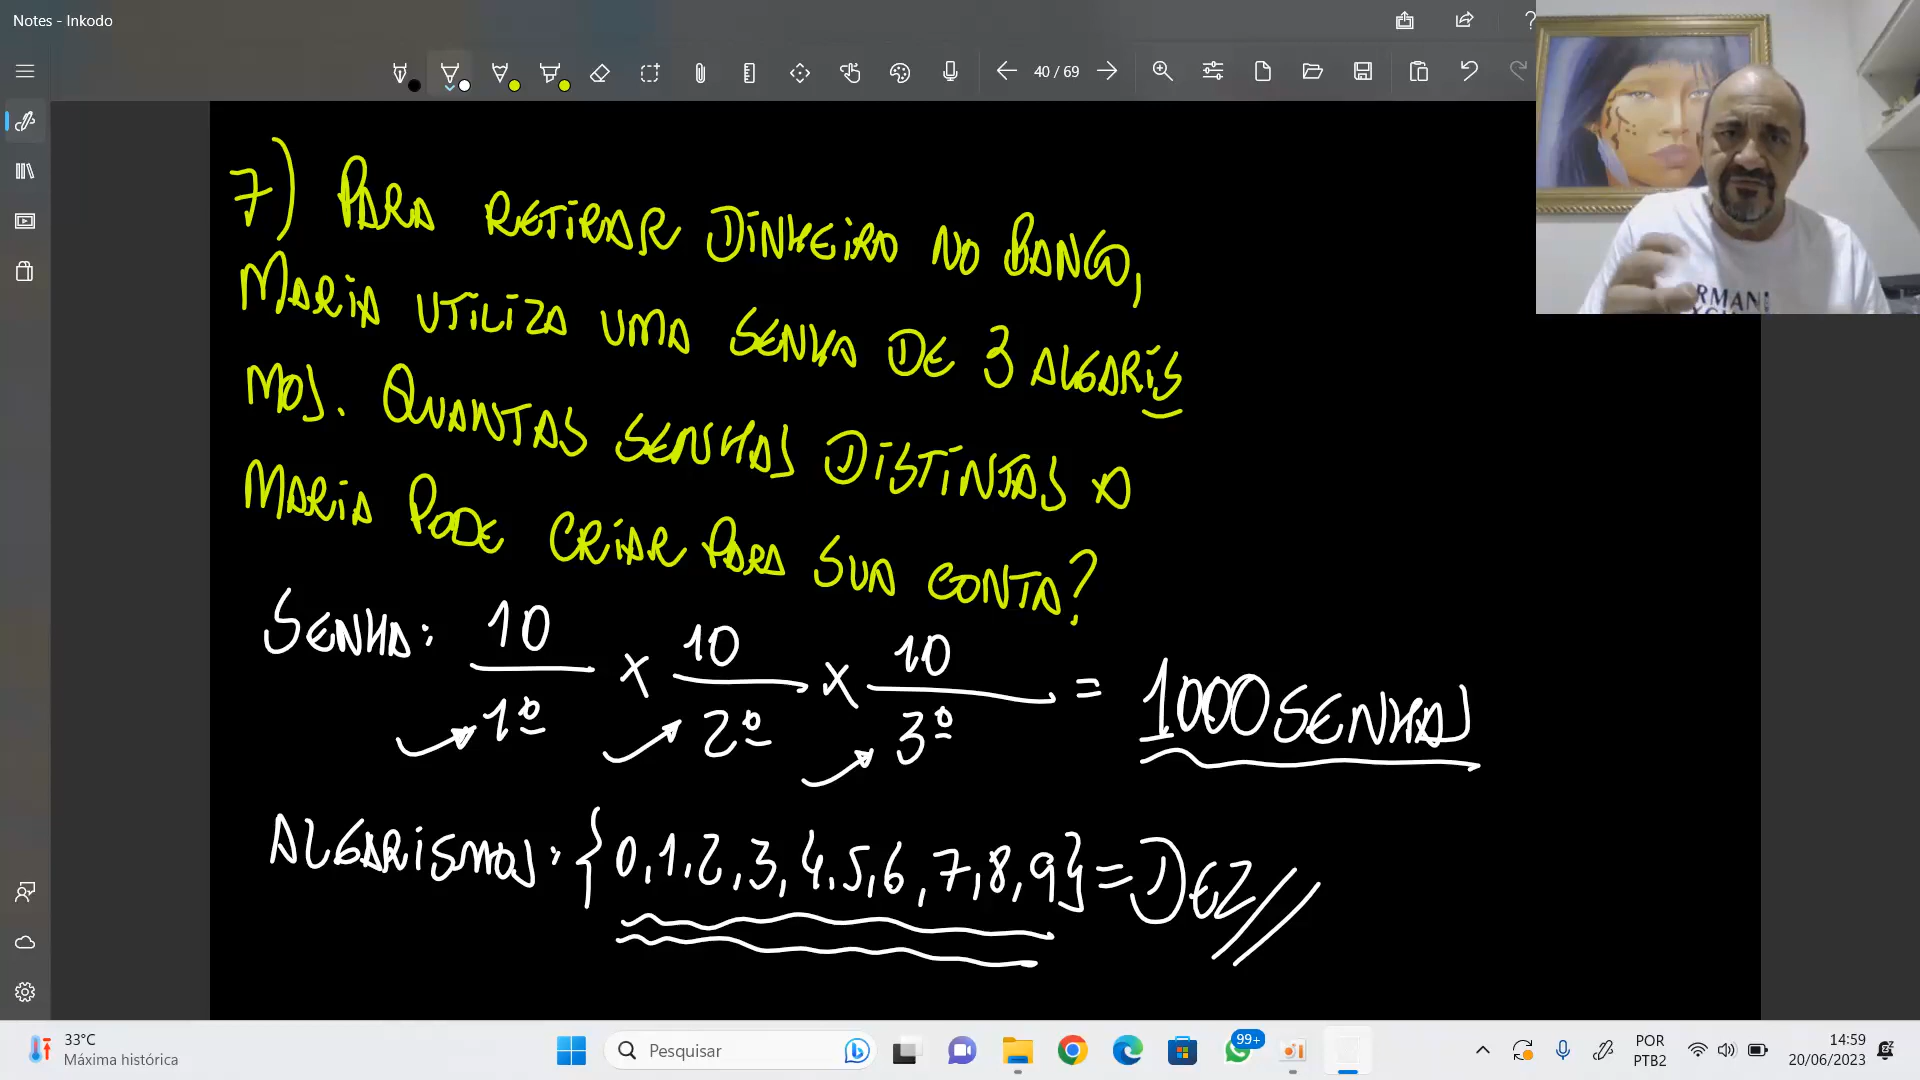 Notes - Inkodo
40 / 69
7) PARA RETIRAR DINHEIRO NO BANCO,
MARIA UTILIZA UMA SENHA DE 3 ALGARIS
MOS. QUANTAS SENHAS DISTINTAS A
MARIA PODE CRIAR PARA SUA CONTA?
SENHA: 10 x 10 x 10 = 1000 SENHAS
1º 2º 3º
ALGARISMOS: {0,1,2,3,4,5,6,7,8,9} = DEZ//
33°C
Máxima histórica
Pesquisar
99+
POR
PTB2
14:59
20/06/2023